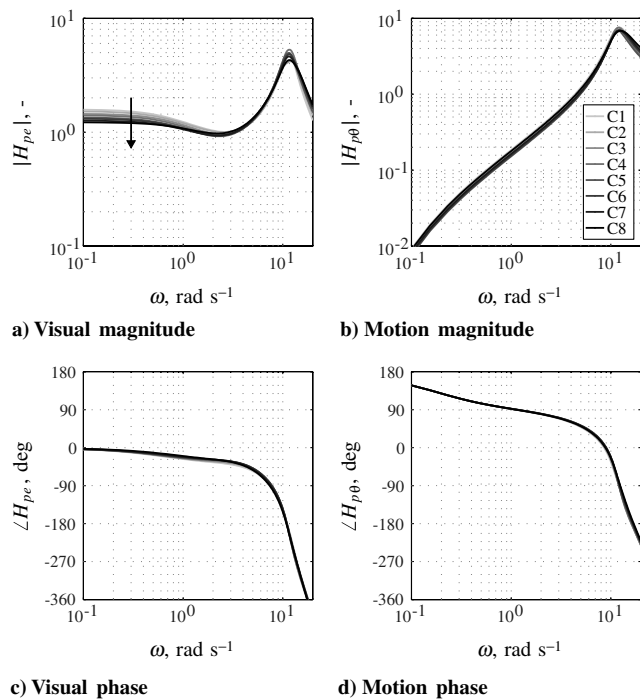 10^1
10^0
10^-1
|H_pe|, -
10^-1
10^0
10^1
ω, rad s^-1
a) Visual magnitude
10^1
10^0
10^-1
10^-2
|H_pθ|, -
C1
C2
C3
C4
C5
C6
C7
C8
10^-1
10^0
10^1
ω, rad s^-1
b) Motion magnitude
180
90
0
-90
-180
-270
-360
∠H_pe, deg
10^-1
10^0
10^1
ω, rad s^-1
c) Visual phase
180
90
0
-90
-180
-270
-360
∠H_pθ, deg
10^-1
10^0
10^1
ω, rad s^-1
d) Motion phase